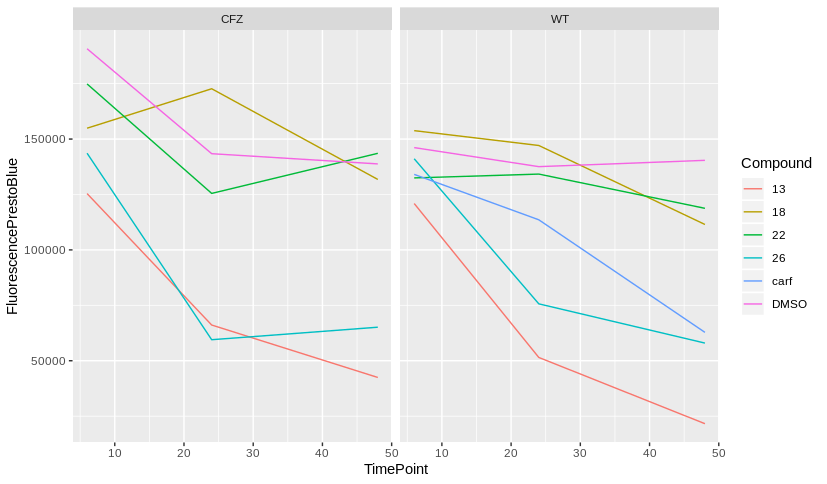 CFZ
WT
FluorescencePrestoBlue
150000
100000
50000
10 20 30 40 50
10 20 30 40 50
TimePoint
Compound
13
18
22
26
carf
DMSO